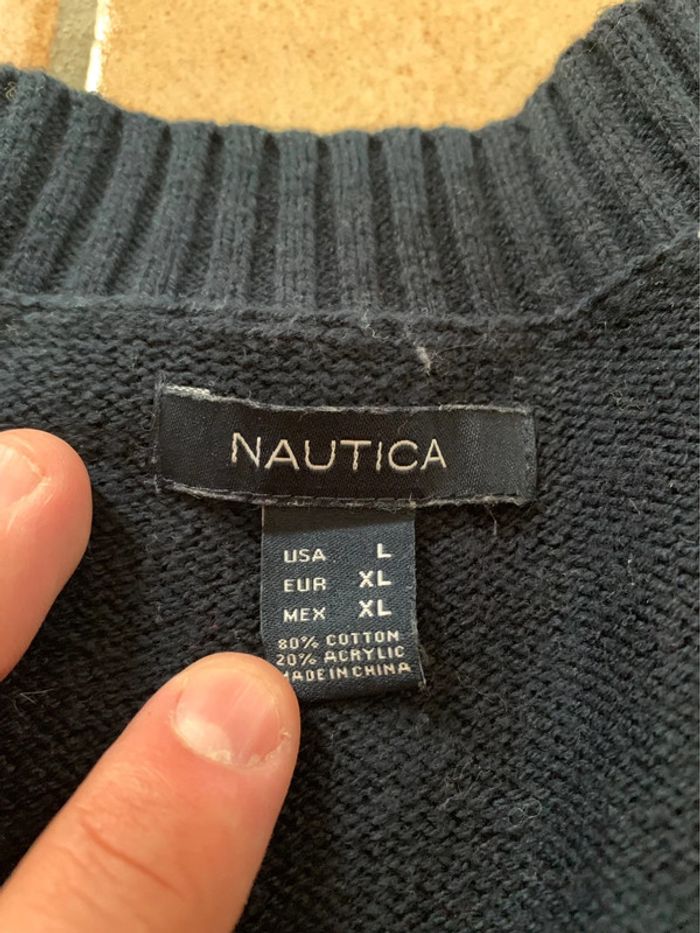 NAUTICA
USA L
EUR XL
MEX XL
80% COTTON
20% ACRYLIC
MADE IN CHINA